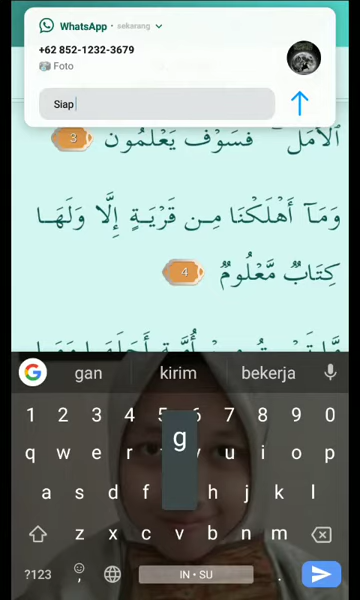 WhatsApp • sekarang
+62 852-1232-3679
Foto
Siap
ٱلْأَمَلُ ۖ فَسَوْفَ يَعْلَمُونَ 3
وَمَآ أَهْلَكْنَا مِن قَرْيَةٍ إِلَّا وَلَهَا
كِتَابٌ مَّعْلُومٌ 4
مَّا تَسْبِقُ مِنْ أُمَّةٍ أَجَلَهَا وَمَا
gan kirim bekerja
1 2 3 4 5 6 7 8 9 0
q w e r y u i o p
g
a s d f h j k l
z x c v b n m
?123 , IN • SU .